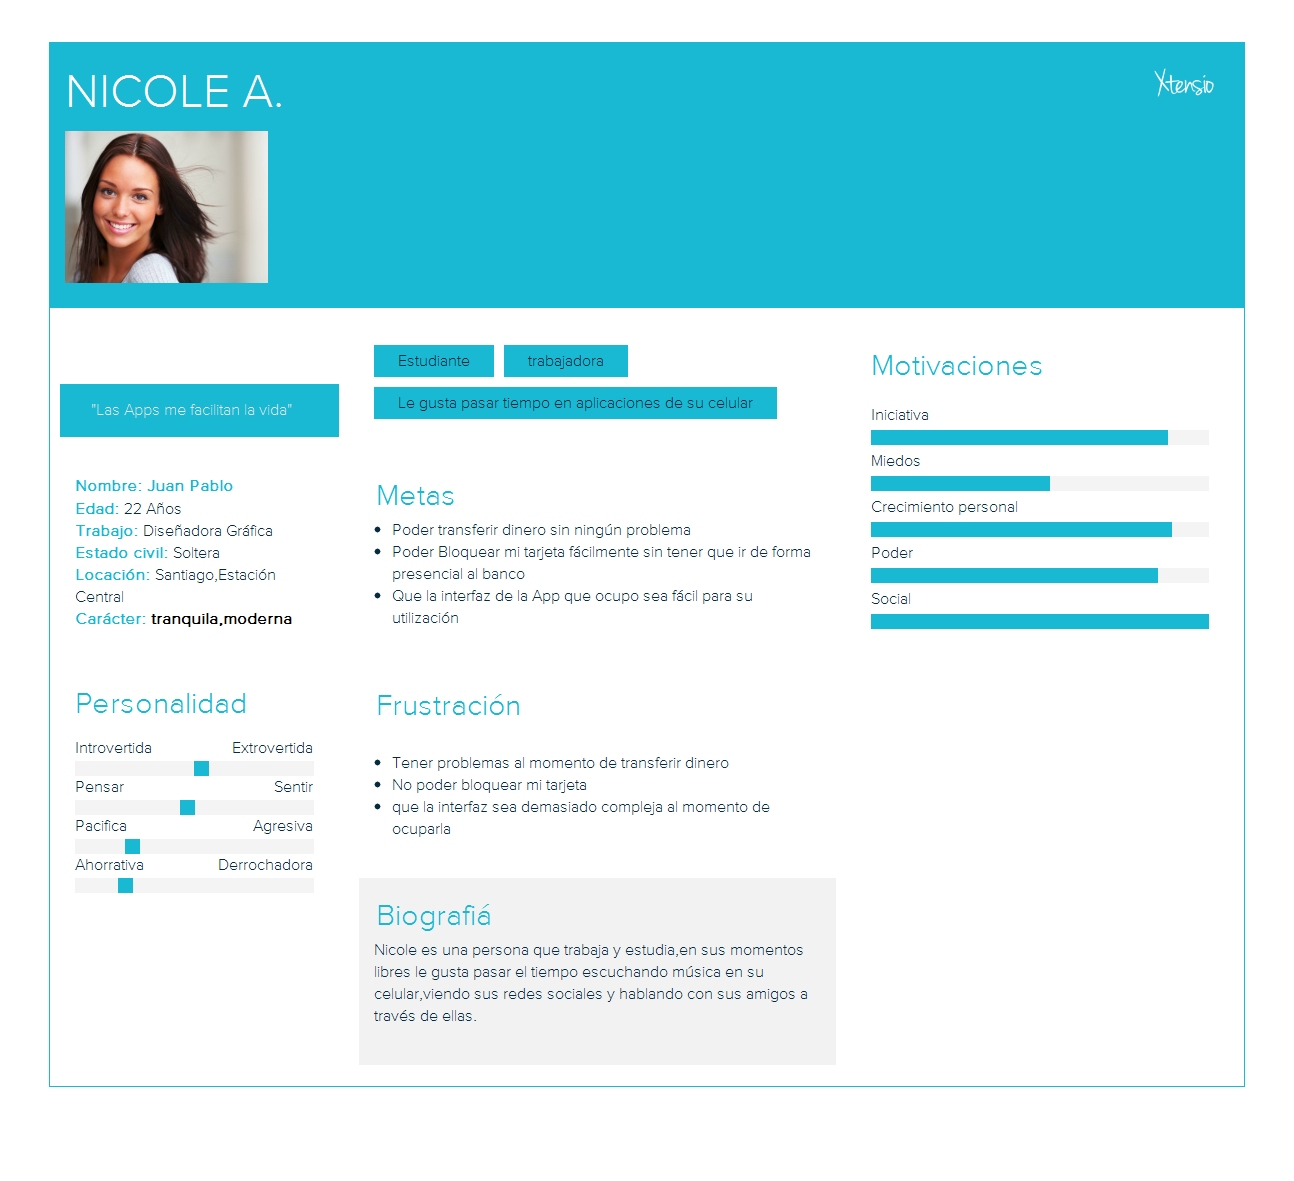 NICOLE A.
Xtensio
"Las Apps me facilitan la vida"
Nombre: Juan Pablo
Edad: 22 Años
Trabajo: Diseñadora Gráfica
Estado civil: Soltera
Locación: Santiago,Estación
Central
Carácter: tranquila,moderna
Personalidad
Introvertida Extrovertida
Pensar Sentir
Pacifica Agresiva
Ahorrativa Derrochadora
Estudiante trabajadora
Le gusta pasar tiempo en aplicaciones de su celular
Metas
• Poder transferir dinero sin ningún problema
• Poder Bloquear mi tarjeta fácilmente sin tener que ir de forma
presencial al banco
• Que la interfaz de la App que ocupo sea fácil para su
utilización
Frustración
• Tener problemas al momento de transferir dinero
• No poder bloquear mi tarjeta
• que la interfaz sea demasiado compleja al momento de
ocuparla
Biografiá
Nicole es una persona que trabaja y estudia,en sus momentos
libres le gusta pasar el tiempo escuchando música en su
celular,viendo sus redes sociales y hablando con sus amigos a
través de ellas.
Motivaciones
Iniciativa
Miedos
Crecimiento personal
Poder
Social